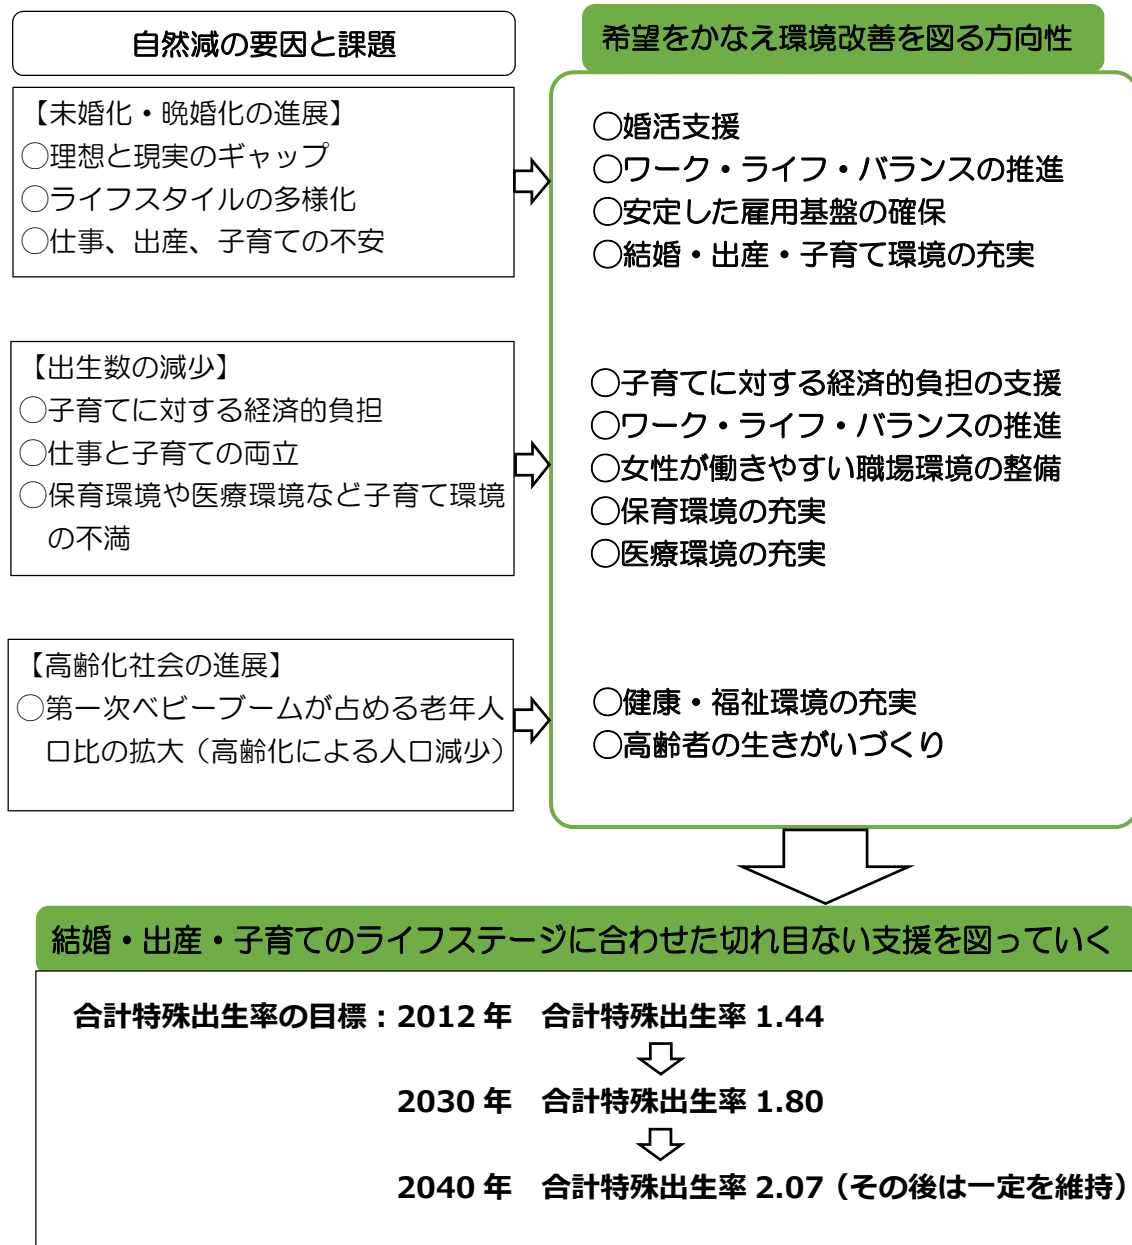 自然減の要因と課題
希望をかなえ環境改善を図る方向性
【未婚化・晩婚化の進展】
○理想と現実のギャップ
○ライフスタイルの多様化
○仕事、出産、子育ての不安
○婚活支援
○ワーク・ライフ・バランスの推進
○安定した雇用基盤の確保
○結婚・出産・子育て環境の充実
【出生数の減少】
○子育てに対する経済的負担
○仕事と子育ての両立
○保育環境や医療環境など子育て環境
の不満
○子育てに対する経済的負担の支援
○ワーク・ライフ・バランスの推進
○女性が働きやすい職場環境の整備
○保育環境の充実
○医療環境の充実
【高齢化社会の進展】
○第一次ベビーブームが占める老年人
口比の拡大（高齢化による人口減少）
○健康・福祉環境の充実
○高齢者の生きがいづくり
結婚・出産・子育てのライフステージに合わせた切れ目ない支援を図っていく
合計特殊出生率の目標：2012 年　合計特殊出生率 1.44
2030 年　合計特殊出生率 1.80
2040 年　合計特殊出生率 2.07（その後は一定を維持）